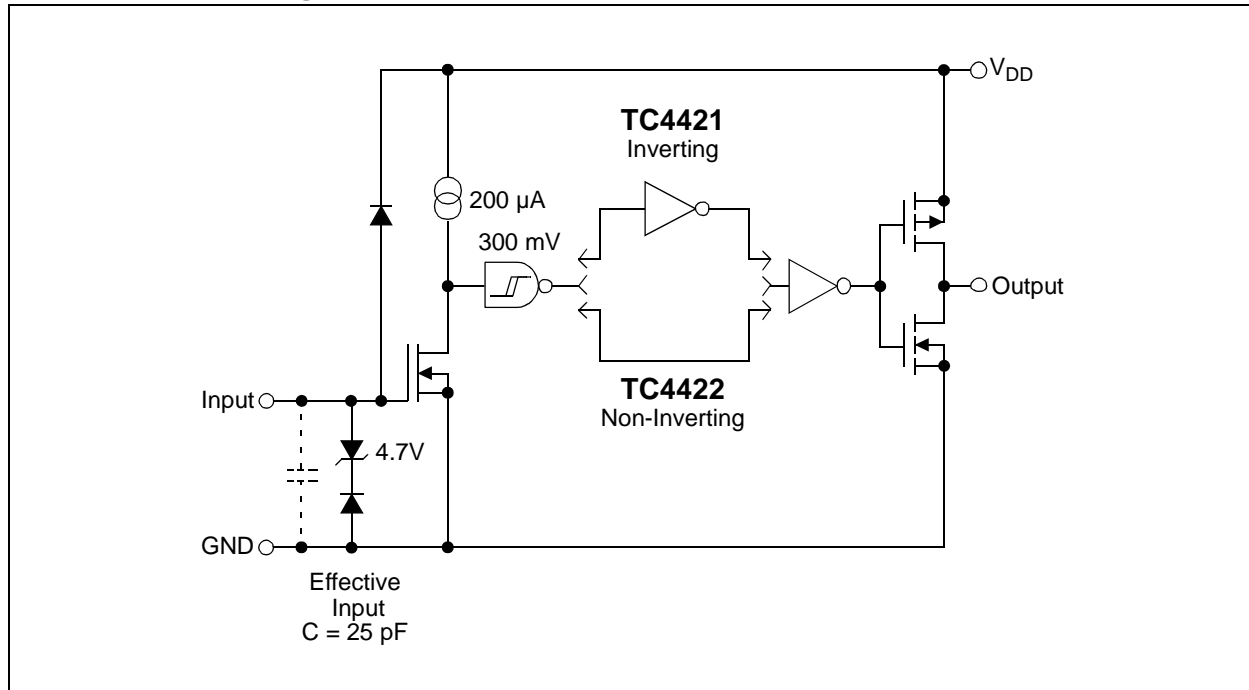 V_DD
TC4421
Inverting
200 µA
300 mV
Output
TC4422
Non-Inverting
Input
4.7V
GND
Effective
Input
C = 25 pF